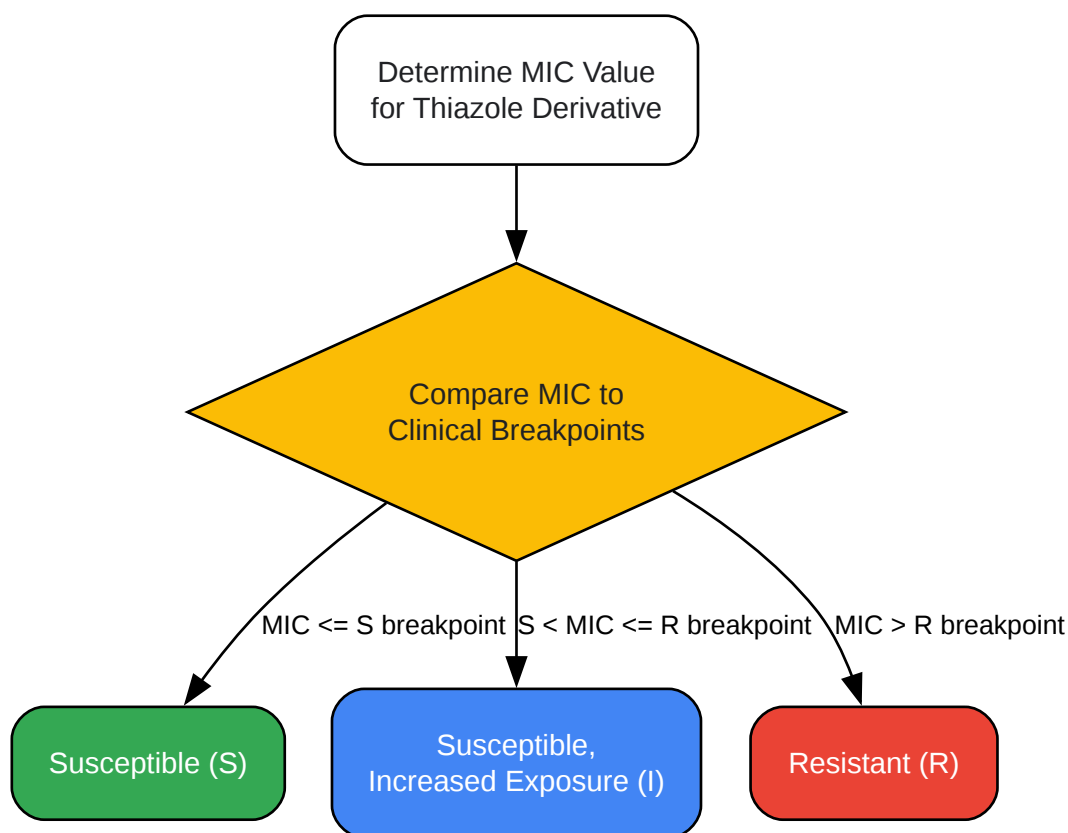 Determine MIC Value
for Thiazole Derivative
Compare MIC to
Clinical Breakpoints
MIC <= S breakpoint
S < MIC <= R breakpoint
MIC > R breakpoint
Susceptible (S)
Susceptible,
Increased Exposure (I)
Resistant (R)